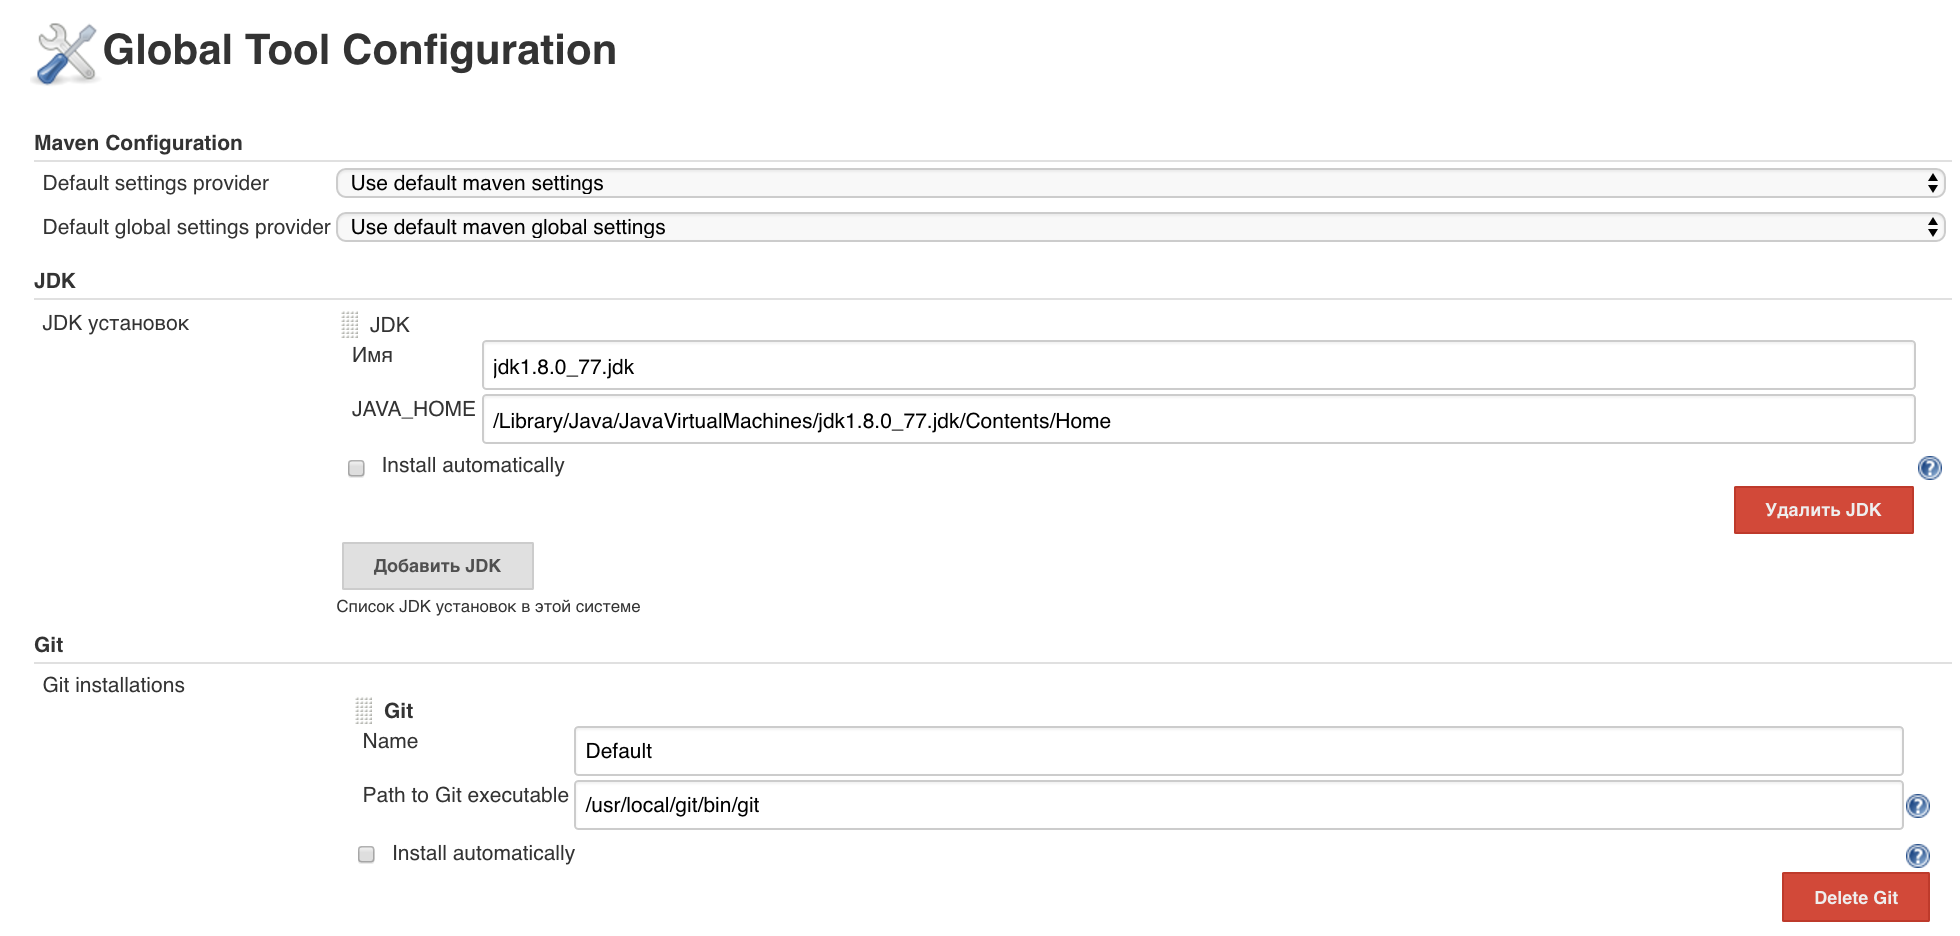 Global Tool Configuration
Maven Configuration
Default settings provider Use default maven settings
Default global settings provider Use default maven global settings
JDK
JDK установок JDK
Имя jdk1.8.0_77.jdk
JAVA_HOME /Library/Java/JavaVirtualMachines/jdk1.8.0_77.jdk/Contents/Home
Install automatically ?
Удалить JDK
Добавить JDK
Список JDK установок в этой системе
Git
Git installations
Git
Name Default
Path to Git executable /usr/local/git/bin/git ?
Install automatically ?
Delete Git